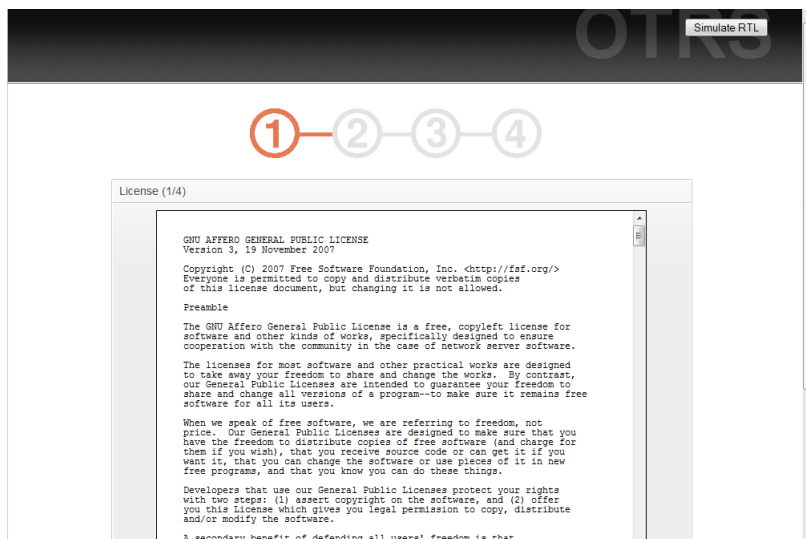 OTRS
Simulate RTL
1 2 3 4
License (1/4)
GNU AFFERO GENERAL PUBLIC LICENSE
Version 3, 19 November 2007
Copyright (C) 2007 Free Software Foundation, Inc. <http://fsf.org/>
Everyone is permitted to copy and distribute verbatim copies
of this license document, but changing it is not allowed.
Preamble
The GNU Affero General Public License is a free, copyleft license for
software and other kinds of works, specifically designed to ensure
cooperation with the community in the case of network server software.
The licenses for most software and other practical works are designed
to take away your freedom to share and change the works.  By contrast,
our General Public Licenses are intended to guarantee your freedom to
share and change all versions of a program--to make sure it remains free
software for all its users.
When we speak of free software, we are referring to freedom, not
price.  Our General Public Licenses are designed to make sure that you
have the freedom to distribute copies of free software (and charge for
them if you wish), that you receive source code or can get it if you
want it, that you can change the software or use pieces of it in new
free programs, and that you know you can do these things.
Developers that use our General Public Licenses protect your rights
with two steps: (1) assert copyright on the software, and (2) offer
you this License which gives you legal permission to copy, distribute
and/or modify the software.
A secondary benefit of defending all users' freedom is that